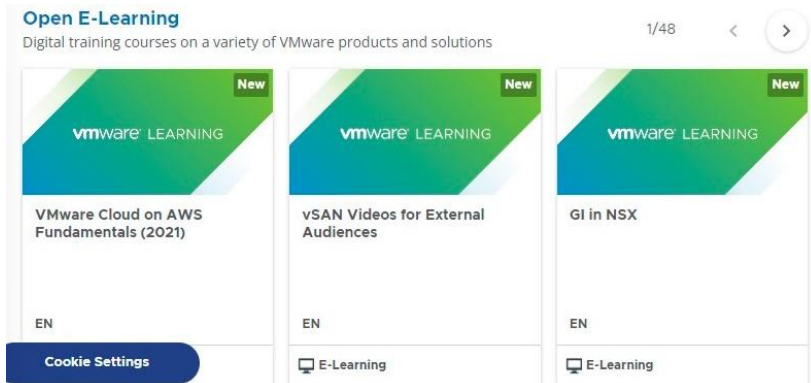 Open E-Learning
Digital training courses on a variety of VMware products and solutions
1/48
New
New
New
vmware® LEARNING
vmware® LEARNING
vmware® LEARNING
VMware Cloud on AWS
Fundamentals (2021)
vSAN Videos for External
Audiences
GI in NSX
EN
EN
EN
Cookie Settings
E-Learning
E-Learning